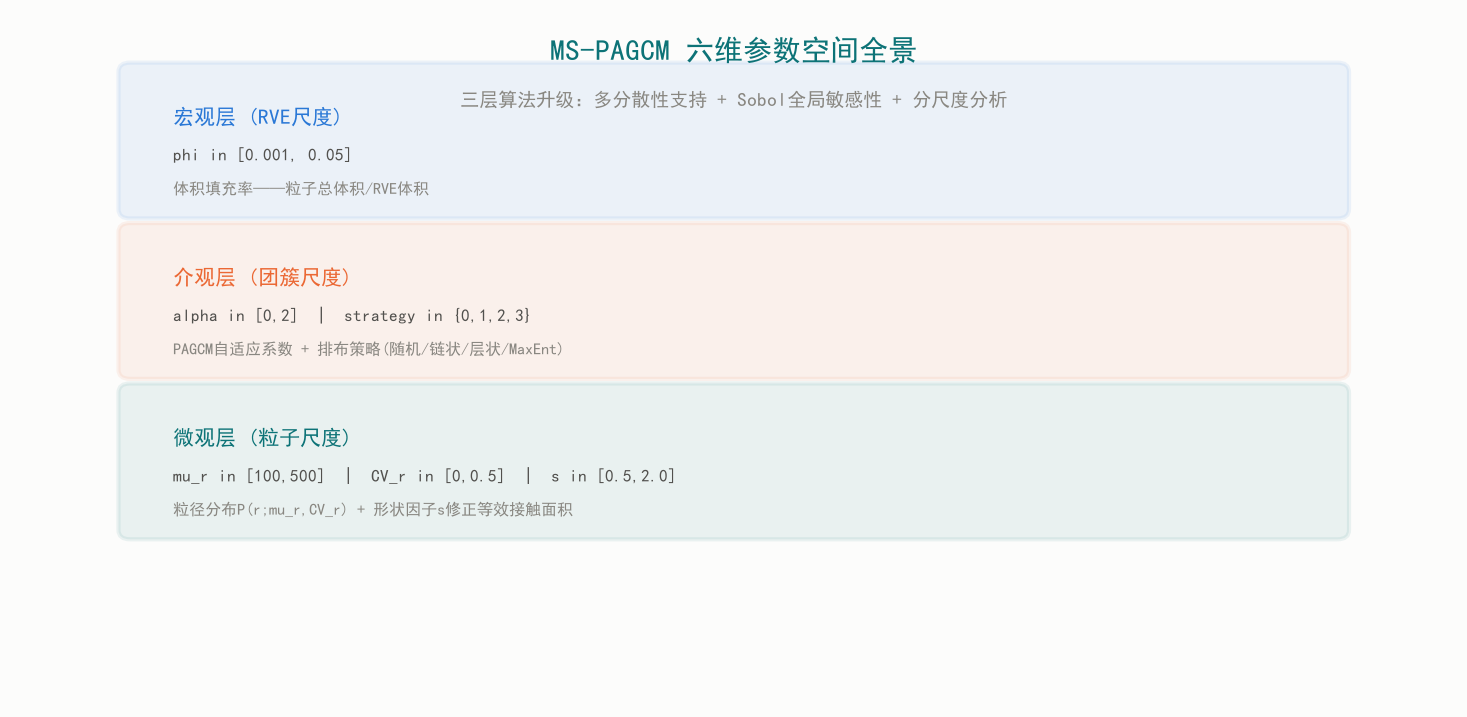 MS-PAGCM 六维参数空间全景
三层算法升级：多分散性支持 + Sobol全局敏感性 + 分尺度分析
宏观层 (RVE尺度)
phi in [0.001, 0.05]
体积填充率——粒子总体积/RVE体积
介观层 (团簇尺度)
alpha in [0,2] | strategy in {0,1,2,3}
PAGCM自适应系数 + 排布策略(随机/链状/层状/MaxEnt)
微观层 (粒子尺度)
mu_r in [100,500] | CV_r in [0,0.5] | s in [0.5,2.0]
粒径分布P(r;mu_r,CV_r) + 形状因子s修正等效接触面积